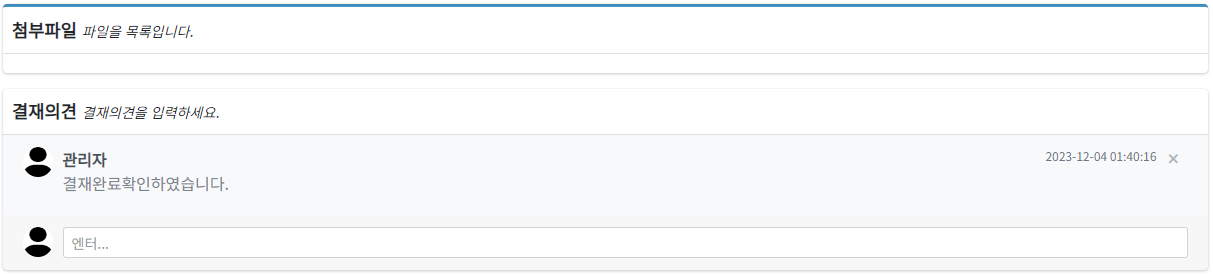 첨부파일 파일을 목록입니다.
결재의견 결재의견을 입력하세요.
관리자 2023-12-04 01:40:16 ×
결재완료확인하였습니다.
엔터...